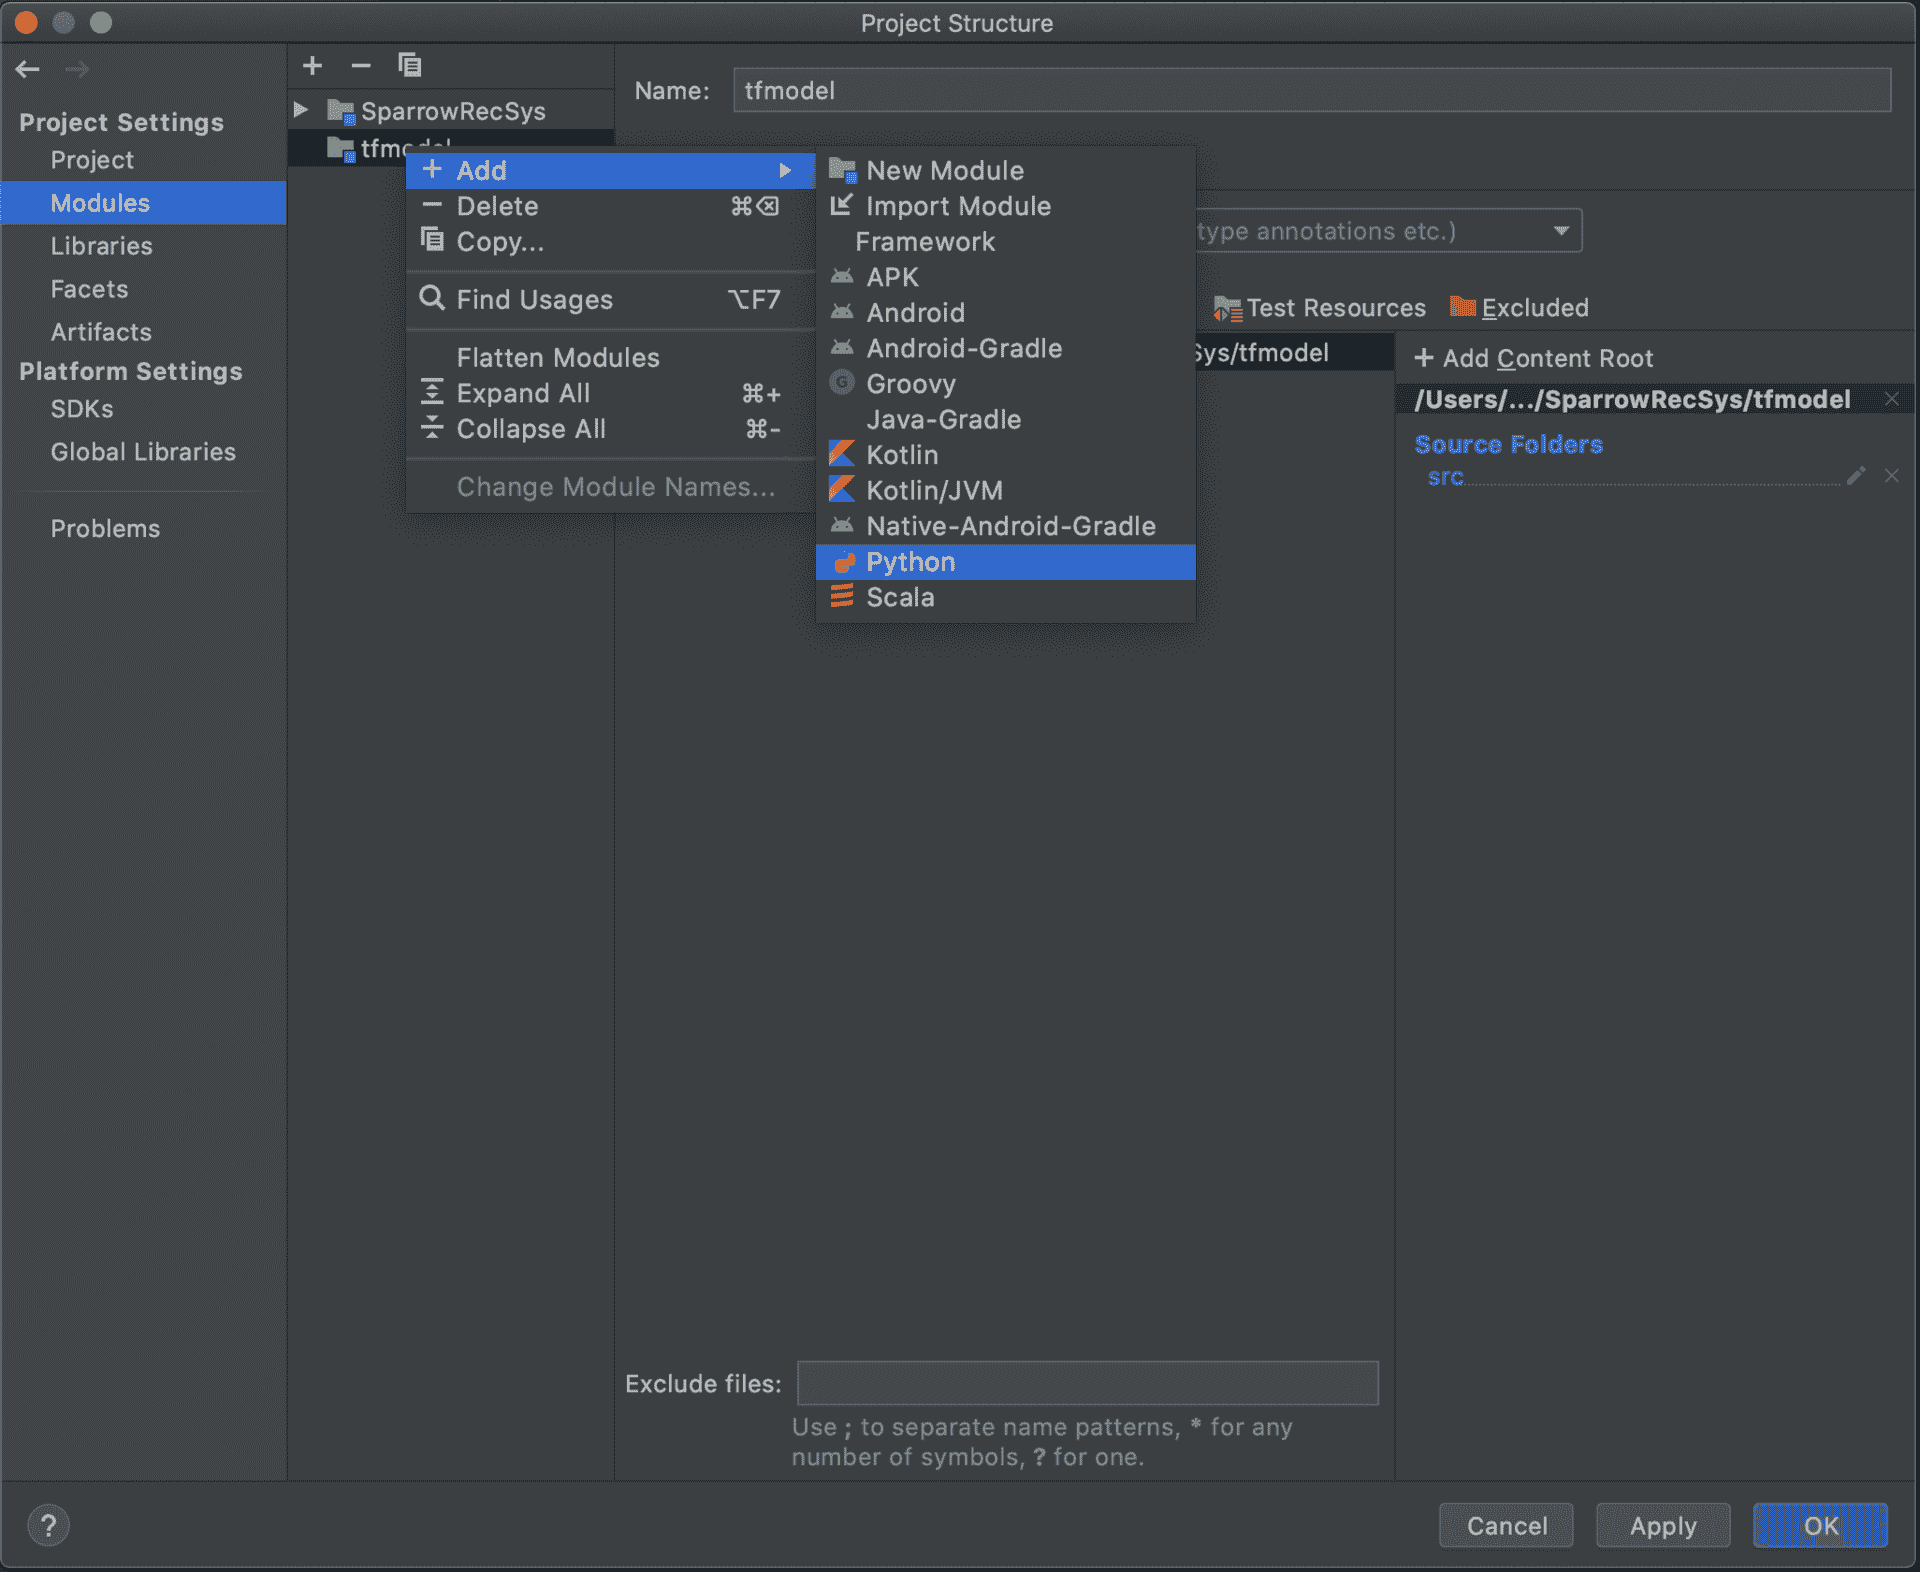 Project Structure
Project Settings
Project
Modules
Libraries
Facets
Artifacts
Platform Settings
SDKs
Global Libraries
Problems
SparrowRecSys
tfmodel
Name: tfmodel
Add
Delete ⌘⌫
Copy...
Find Usages ⌥F7
Flatten Modules
Expand All ⌘+
Collapse All ⌘-
Change Module Names...
New Module
Import Module
Framework
APK
Android
Android-Gradle
Groovy
Java-Gradle
Kotlin
Kotlin/JVM
Native-Android-Gradle
Python
Scala
type annotations etc.)
Test Resources Excluded
Sys/tfmodel
+ Add Content Root
/Users/.../SparrowRecSys/tfmodel
Source Folders
src
Exclude files:
Use ; to separate name patterns, * for any
number of symbols, ? for one.
?
Cancel Apply OK